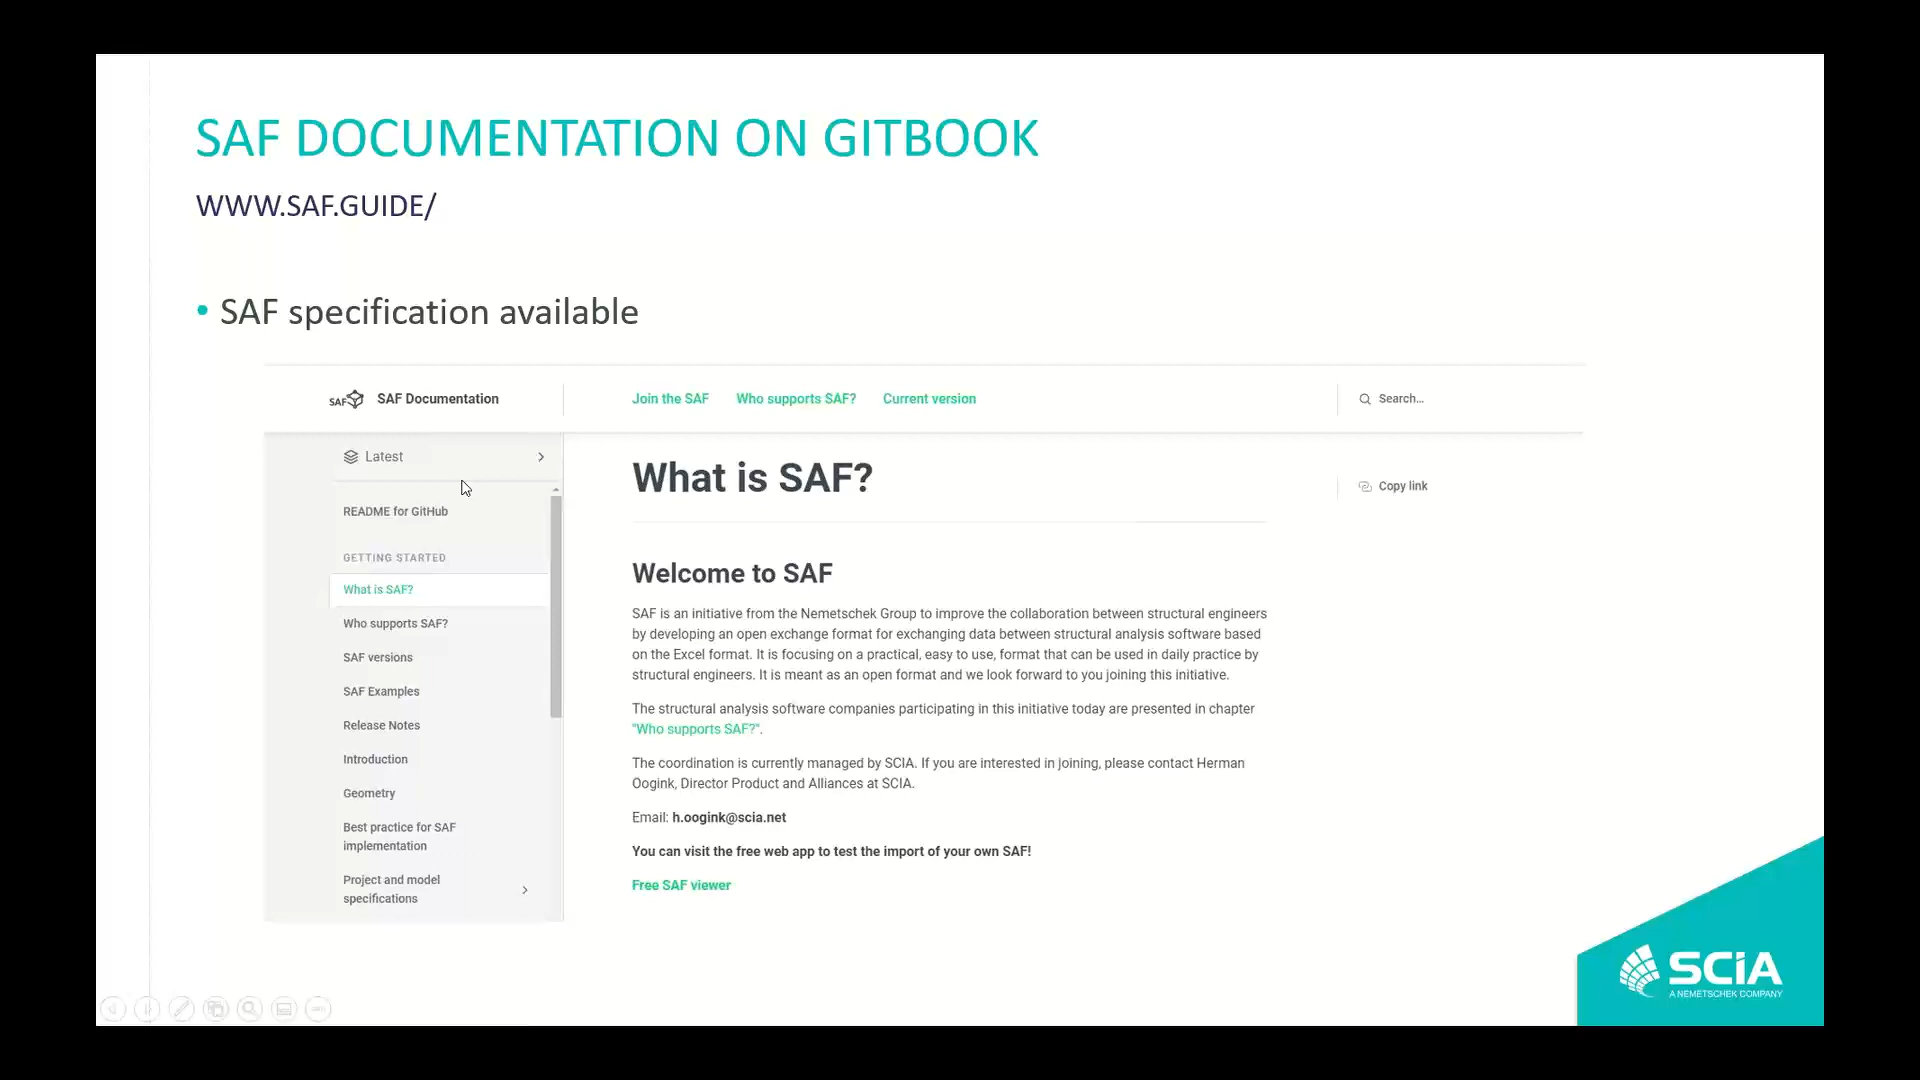 SAF DOCUMENTATION ON GITBOOK
WWW.SAF.GUIDE/
• SAF specification available
SAF
SAF Documentation
Join the SAF
Who supports SAF?
Current version
Search...
Latest
README for GitHub
GETTING STARTED
What is SAF?
Who supports SAF?
SAF versions
SAF Examples
Release Notes
Introduction
Geometry
Best practice for SAF
implementation
Project and model
specifications
What is SAF?
Copy link
Welcome to SAF
SAF is an initiative from the Nemetschek Group to improve the collaboration between structural engineers
by developing an open exchange format for exchanging data between structural analysis software based
on the Excel format. It is focusing on a practical, easy to use, format that can be used in daily practice by
structural engineers. It is meant as an open format and we look forward to you joining this initiative.
The structural analysis software companies participating in this initiative today are presented in chapter
"Who supports SAF?".
The coordination is currently managed by SCIA. If you are interested in joining, please contact Herman
Oogink, Director Product and Alliances at SCIA.
Email: h.oogink@scia.net
You can visit the free web app to test the import of your own SAF!
Free SAF viewer
SCIA
A NEMETSCHEK COMPANY